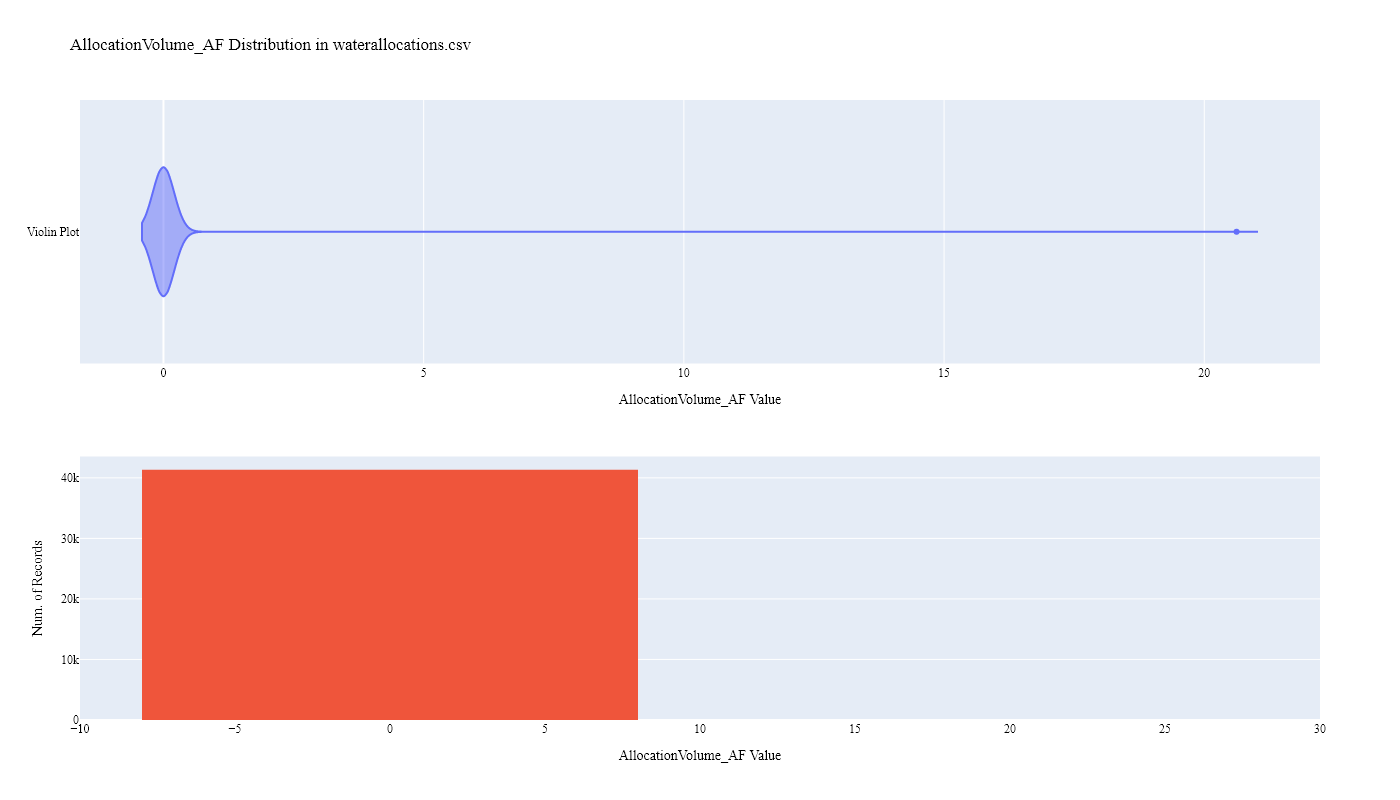 AllocationVolume_AF Distribution in waterallocations.csv
Violin Plot
0 5 10 15 20
AllocationVolume_AF Value
40k
30k
20k
10k
0
Num. of Records
−10 −5 0 5 10 15 20 25 30
AllocationVolume_AF Value